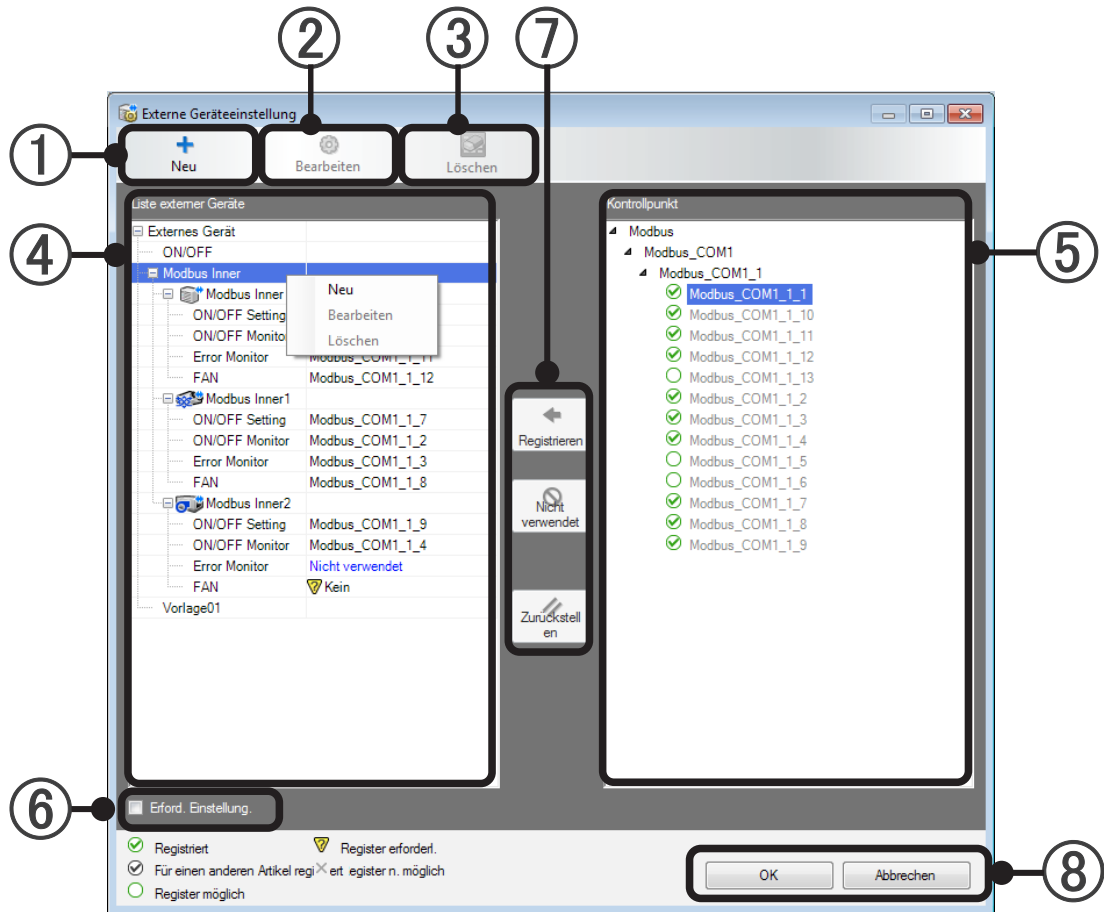 ② ③ ⑦
Externe Geräteeinstellung
①
Neu Bearbeiten Löschen
Liste externer Geräte Kontrollpunkt
④ ⑤
Externes Gerät
ON/OFF
Modbus Inner
Modbus Inner
ON/OFF Setting
ON/OFF Monito
Error Monitor Modbus_COM1_1_11
FAN Modbus_COM1_1_12
Modbus Inner1
ON/OFF Setting Modbus_COM1_1_7
ON/OFF Monitor Modbus_COM1_1_2
Error Monitor Modbus_COM1_1_3
FAN Modbus_COM1_1_8
Modbus Inner2
ON/OFF Setting Modbus_COM1_1_9
ON/OFF Monitor Modbus_COM1_1_4
Error Monitor Nicht verwendet
FAN Kein
Vorlage01
Neu
Bearbeiten
Löschen
Registrieren
Nicht
verwendet
Zurückstell
en
Modbus
Modbus_COM1
Modbus_COM1_1
Modbus_COM1_1_1
Modbus_COM1_1_10
Modbus_COM1_1_11
Modbus_COM1_1_12
Modbus_COM1_1_13
Modbus_COM1_1_2
Modbus_COM1_1_3
Modbus_COM1_1_4
Modbus_COM1_1_5
Modbus_COM1_1_6
Modbus_COM1_1_7
Modbus_COM1_1_8
Modbus_COM1_1_9
⑥ Erford. Einstellung.
Registriert Register erforderl.
Für einen anderen Artikel regi ert egister n. möglich
Register möglich
OK Abbrechen ⑧